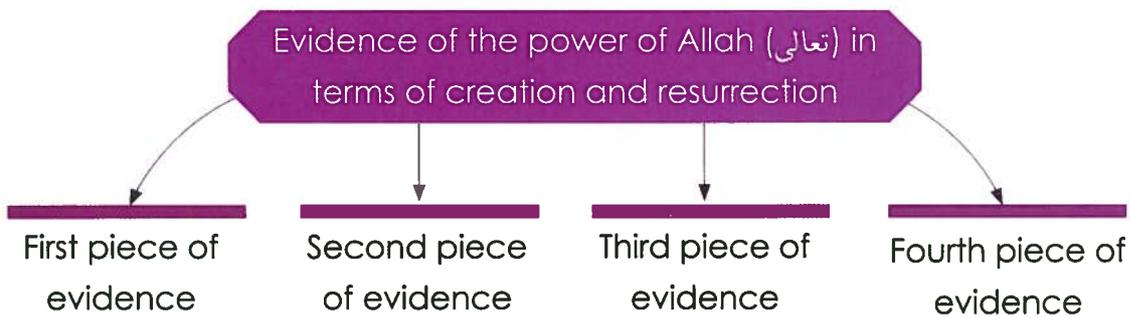 Evidence of the power of Allah (تعالى) in
terms of creation and resurrection
First piece of
evidence
Second piece
of evidence
Third piece of
evidence
Fourth piece of
evidence